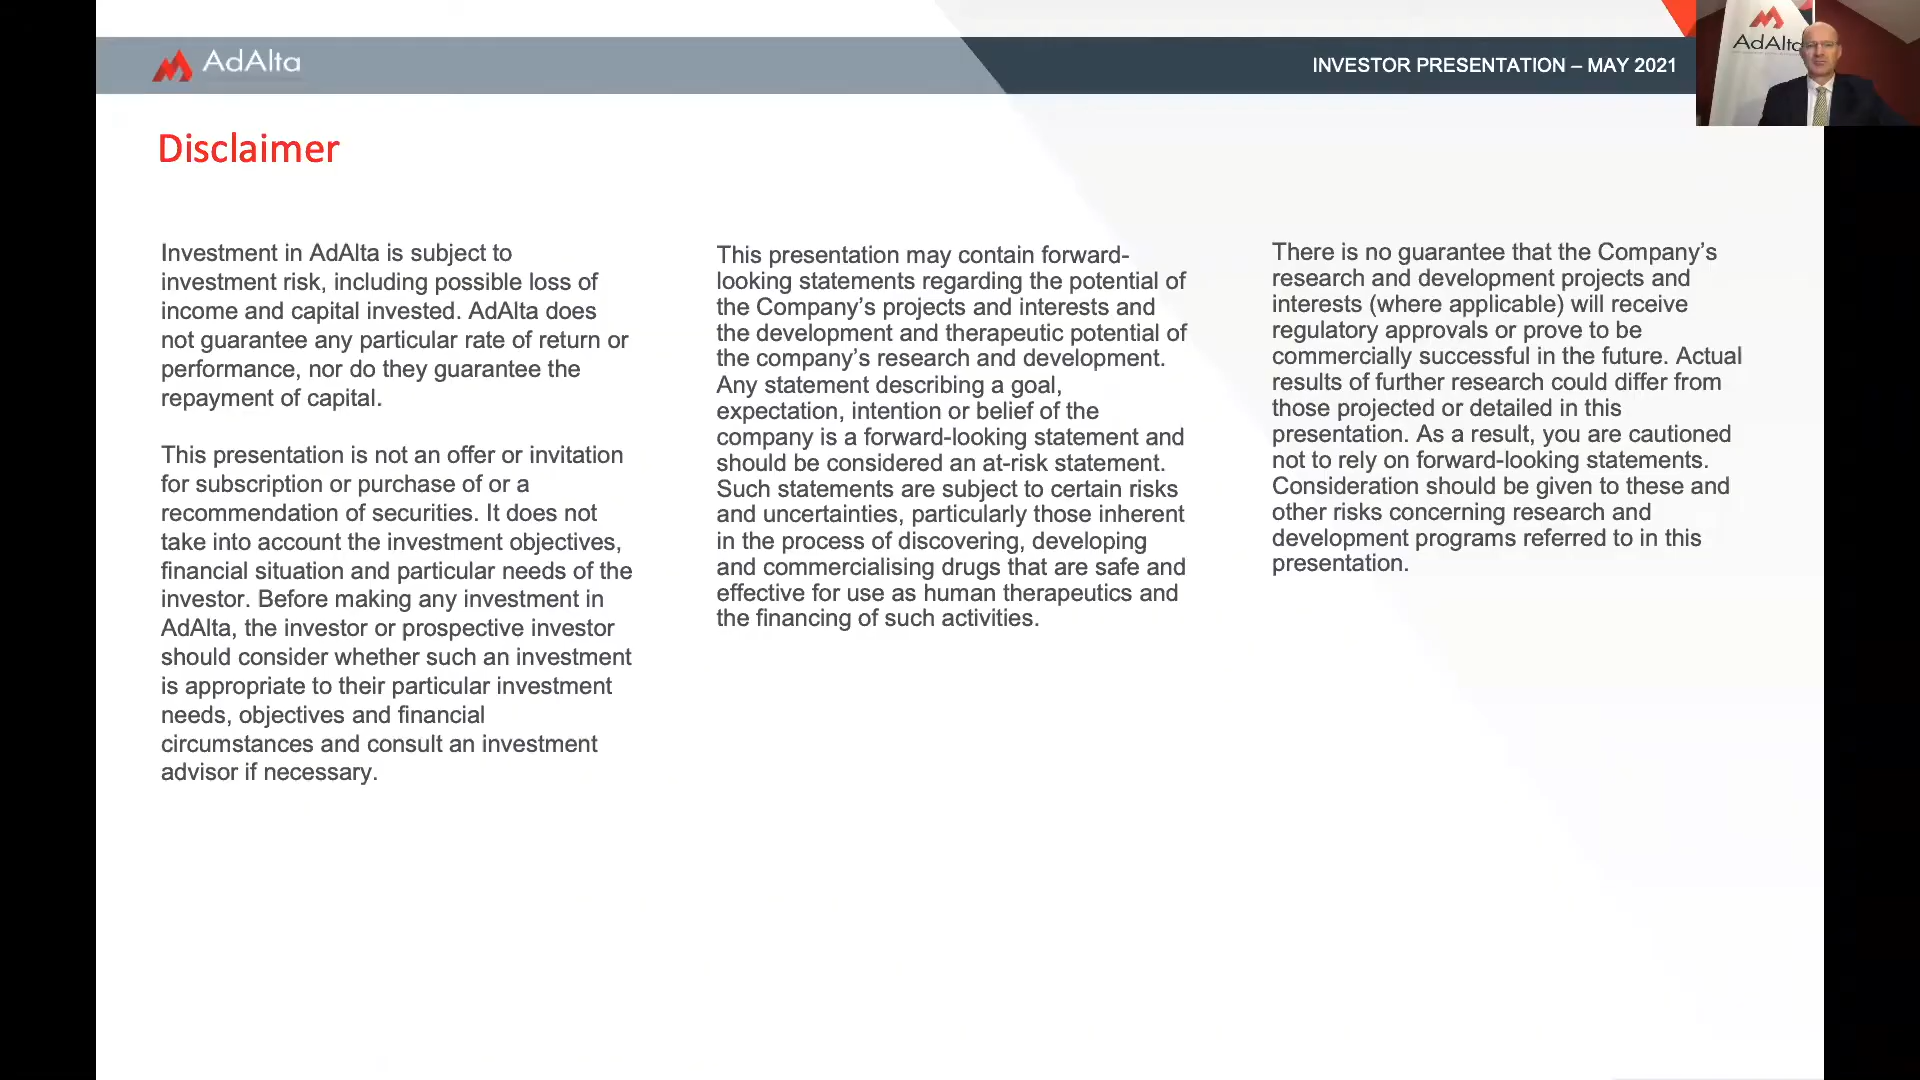 AdAlta
INVESTOR PRESENTATION – MAY 2021
AdAlta
Disclaimer
Investment in AdAlta is subject to
investment risk, including possible loss of
income and capital invested. AdAlta does
not guarantee any particular rate of return or
performance, nor do they guarantee the
repayment of capital.
This presentation is not an offer or invitation
for subscription or purchase of or a
recommendation of securities. It does not
take into account the investment objectives,
financial situation and particular needs of the
investor. Before making any investment in
AdAlta, the investor or prospective investor
should consider whether such an investment
is appropriate to their particular investment
needs, objectives and financial
circumstances and consult an investment
advisor if necessary.
This presentation may contain forward-
looking statements regarding the potential of
the Company’s projects and interests and
the development and therapeutic potential of
the company’s research and development.
Any statement describing a goal,
expectation, intention or belief of the
company is a forward-looking statement and
should be considered an at-risk statement.
Such statements are subject to certain risks
and uncertainties, particularly those inherent
in the process of discovering, developing
and commercialising drugs that are safe and
effective for use as human therapeutics and
the financing of such activities.
There is no guarantee that the Company’s
research and development projects and
interests (where applicable) will receive
regulatory approvals or prove to be
commercially successful in the future. Actual
results of further research could differ from
those projected or detailed in this
presentation. As a result, you are cautioned
not to rely on forward-looking statements.
Consideration should be given to these and
other risks concerning research and
development programs referred to in this
presentation.